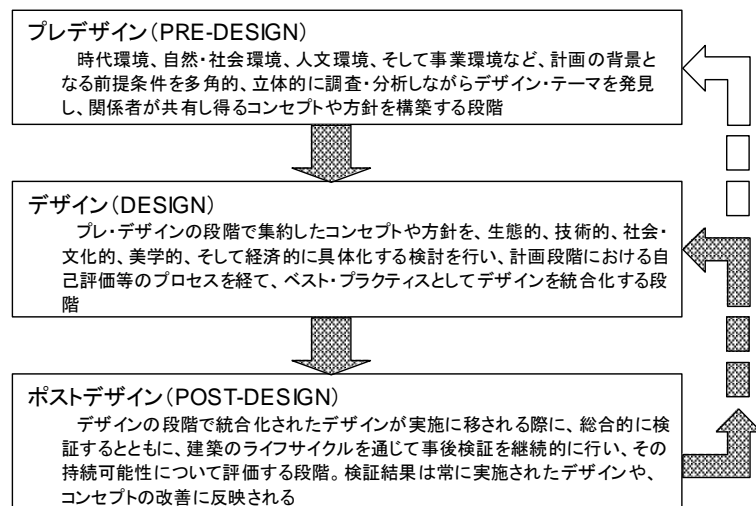 プレデザイン(PRE-DESIGN)
時代環境、自然・社会環境、人文環境、そして事業環境など、計画の背景と
なる前提条件を多角的、立体的に調査・分析しながらデザイン・テーマを発見
し、関係者が共有し得るコンセプトや方針を構築する段階
デザイン(DESIGN)
プレ・デザインの段階で集約したコンセプトや方針を、生態的、技術的、社会・
文化的、美学的、そして経済的に具体化する検討を行い、計画段階における自
己評価等のプロセスを経て、ベスト・プラクティスとしてデザインを統合化する段
階
ポストデザイン(POST-DESIGN)
デザインの段階で統合化されたデザインが実施に移される際に、総合的に検
証するとともに、建築のライフサイクルを通じて事後検証を継続的に行い、その
持続可能性について評価する段階。検証結果は常に実施されたデザインや、
コンセプトの改善に反映される